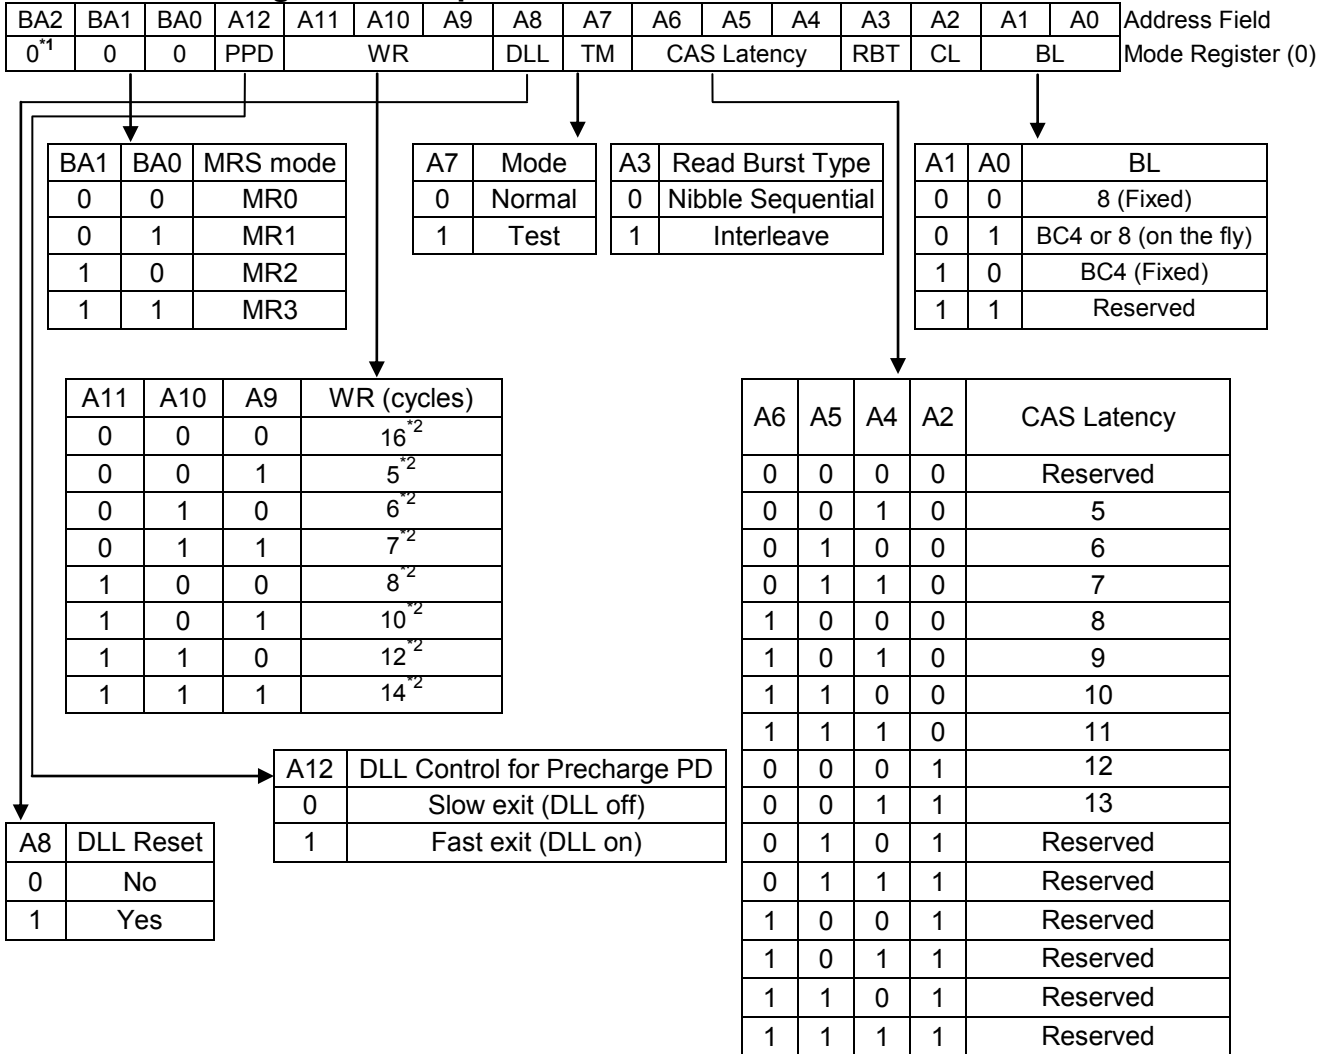 BA2 BA1 BA0 A12 A11 A10 A9 A8 A7 A6 A5 A4 A3 A2 A1 A0 Address Field
0*1 0 0 PPD WR DLL TM CAS Latency RBT CL BL Mode Register (0)
BA1 BA0 MRS mode
0 0 MR0
0 1 MR1
1 0 MR2
1 1 MR3
A7 Mode
0 Normal
1 Test
A3 Read Burst Type
0 Nibble Sequential
1 Interleave
A1 A0 BL
0 0 8 (Fixed)
0 1 BC4 or 8 (on the fly)
1 0 BC4 (Fixed)
1 1 Reserved
A11 A10 A9 WR (cycles)
0 0 0 16*2
0 0 1 5*2
0 1 0 6*2
0 1 1 7*2
1 0 0 8*2
1 0 1 10*2
1 1 0 12*2
1 1 1 14*2
A6 A5 A4 A2 CAS Latency
0 0 0 0 Reserved
0 0 1 0 5
0 1 0 0 6
0 1 1 0 7
1 0 0 0 8
1 0 1 0 9
1 1 0 0 10
1 1 1 0 11
0 0 0 1 12
0 0 1 1 13
0 1 0 1 Reserved
0 1 1 1 Reserved
1 0 0 1 Reserved
1 0 1 1 Reserved
1 1 0 1 Reserved
1 1 1 1 Reserved
A12 DLL Control for Precharge PD
0 Slow exit (DLL off)
1 Fast exit (DLL on)
A8 DLL Reset
0 No
1 Yes